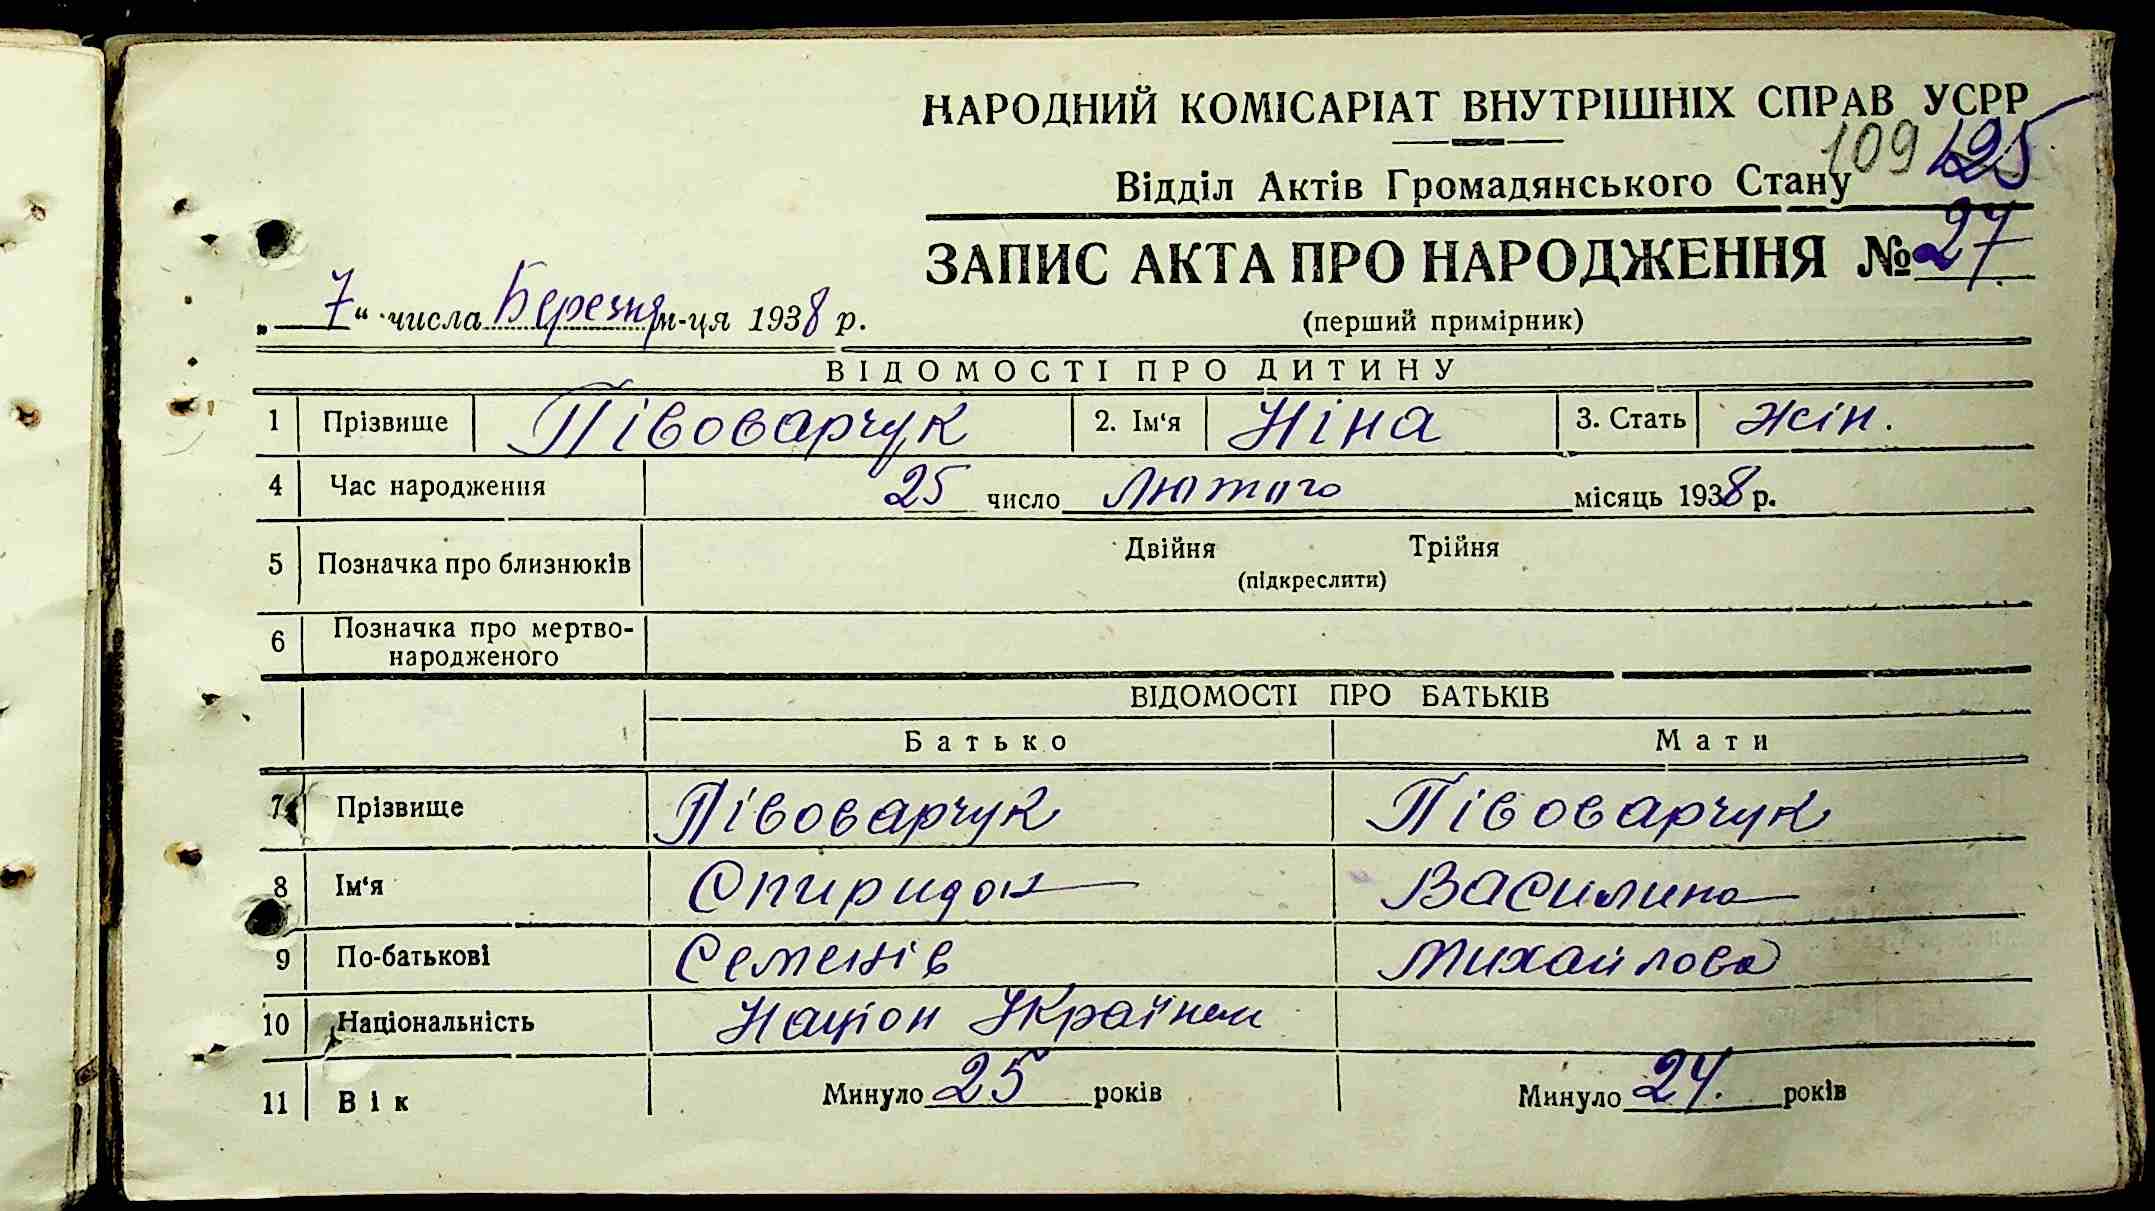 НАРОДНИЙ КОМІСАРІАТ ВНУТРІШНІХ СПРАВ УСРР
109 125
Відділ Актів Громадянського Стану
ЗАПИС АКТА ПРО НАРОДЖЕННЯ № 27
„7“ числа Березня м-ця 1938 р.
(перший примірник)
ВІДОМОСТІ ПРО ДИТИНУ
1 Прізвище Півоварчук 2. Ім‘я Ніна 3. Стать жін.
4 Час народження 25 число Лютого місяць 1938 р.
5 Позначка про близнюків Двійня Трійня
(підкреслити)
6 Позначка про мертво-
народженого
ВІДОМОСТІ ПРО БАТЬКІВ
Батько Мати
7 Прізвище Півоварчук Півоварчук
8 Ім‘я Спиридон Василина
9 По-батькові Семенів Михайлова
10 Національність Націон
11 Вік Минуло 25 років Минуло 24. років